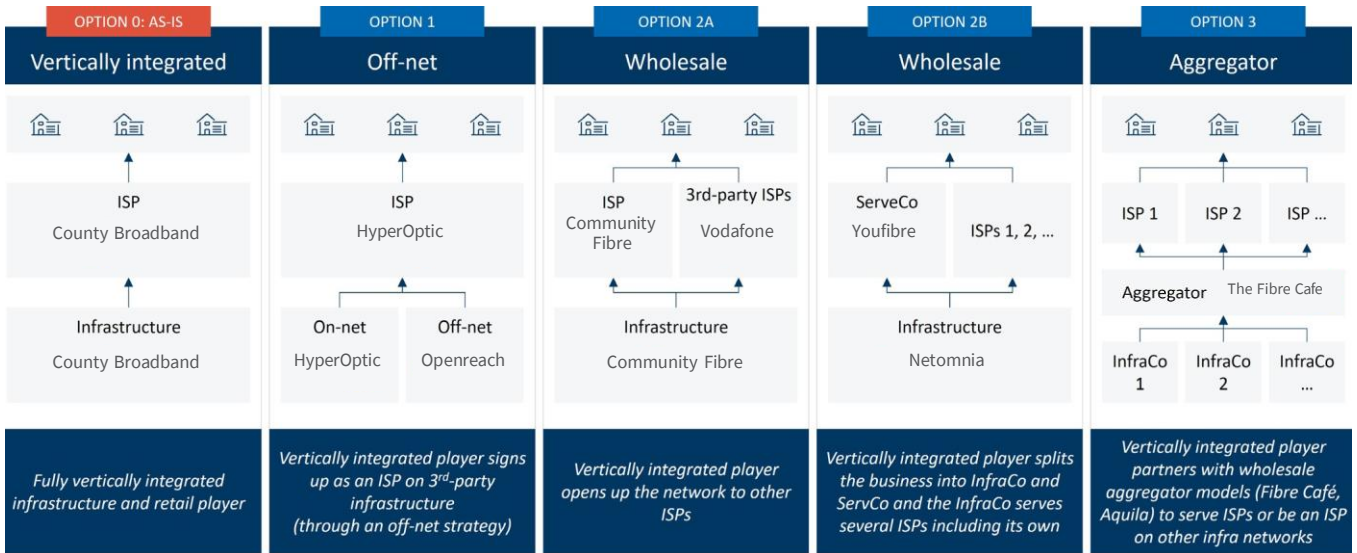 OPTION 0: AS-IS
Vertically integrated
ISP
County Broadband
Infrastructure
County Broadband
Fully vertically integrated
infrastructure and retail player
OPTION 1
Off-net
ISP
HyperOptic
On-net
HyperOptic
Off-net
Openreach
Vertically integrated player signs
up as an ISP on 3rd-party
infrastructure
(through an off-net strategy)
OPTION 2A
Wholesale
ISP
Community
Fibre
3rd-party ISPs
Vodafone
Infrastructure
Community Fibre
Vertically integrated player
opens up the network to other
ISPs
OPTION 2B
Wholesale
ServeCo
Youfibre
ISPs 1, 2, ...
Infrastructure
Netomnia
Vertically integrated player splits
the business into InfraCo and
ServCo and the InfraCo serves
several ISPs including its own
OPTION 3
Aggregator
ISP 1
ISP 2
ISP ...
Aggregator
The Fibre Cafe
InfraCo
1
InfraCo
2
InfraCo
...
Vertically integrated player
partners with wholesale
aggregator models (Fibre Café,
Aquila) to serve ISPs or be an ISP
on other infra networks